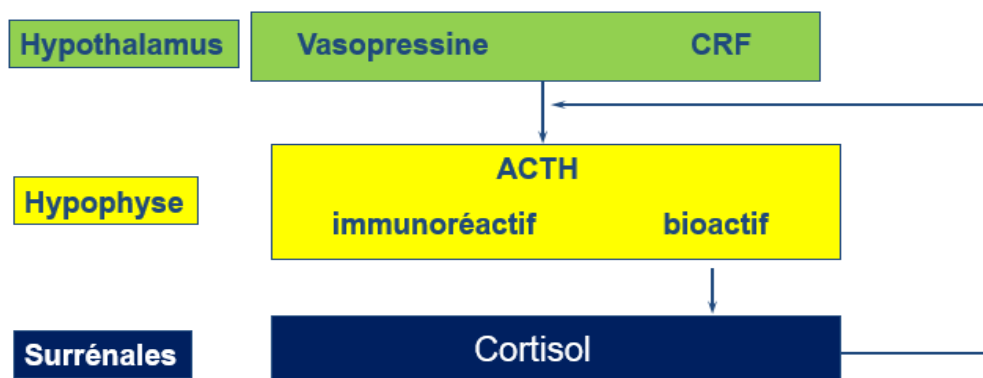 Hypothalamus
Vasopressine CRF
Hypophyse
ACTH
immunoréactif bioactif
Surrénales
Cortisol